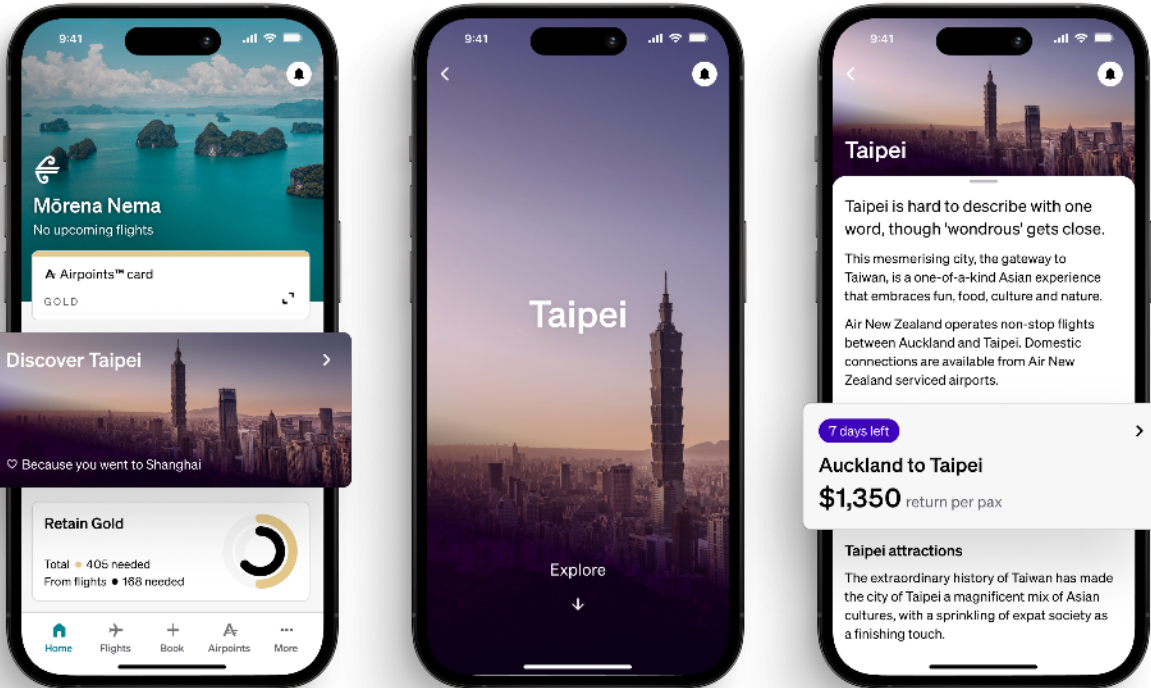 9:41
Mōrena Nema
No upcoming flights
Airpoints™ card
GOLD
Discover Taipei
Because you went to Shanghai
Retain Gold
Total 405 needed
From flights 168 needed
Home
Flights
Book
Airpoints
More
9:41
Taipei
Explore
9:41
Taipei
Taipei is hard to describe with one
word, though 'wondrous' gets close.
This mesmerising city, the gateway to
Taiwan, is a one-of-a-kind Asian experience
that embraces fun, food, culture and nature.
Air New Zealand operates non-stop flights
between Auckland and Taipei. Domestic
connections are available from Air New
Zealand serviced airports.
7 days left
Auckland to Taipei
$1,350 return per pax
Taipei attractions
The extraordinary history of Taiwan has made
the city of Taipei a magnificent mix of Asian
cultures, with a sprinkling of expat society as
a finishing touch.